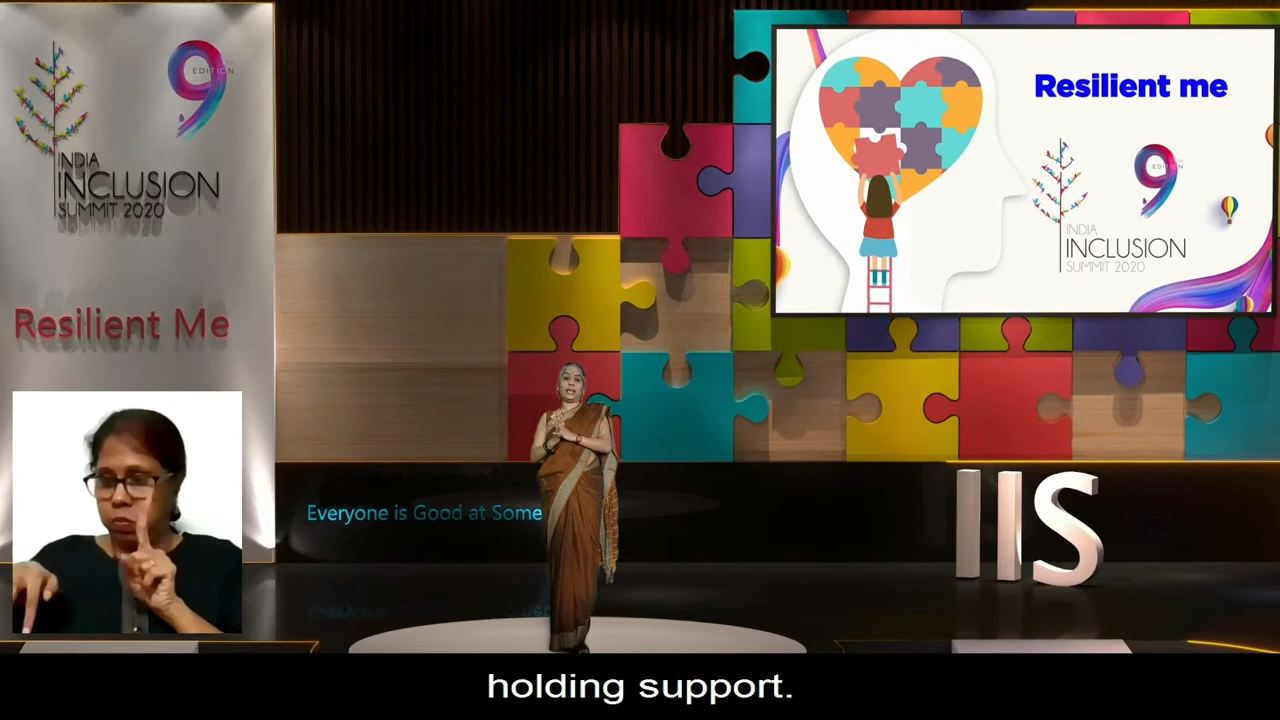 9
EDITION
INDIA
INCLUSION
SUMMIT 2020
Resilient Me
Resilient me
9
EDITION
INDIA
INCLUSION
SUMMIT 2020
Everyone is Good at Some
IIS
holding support.